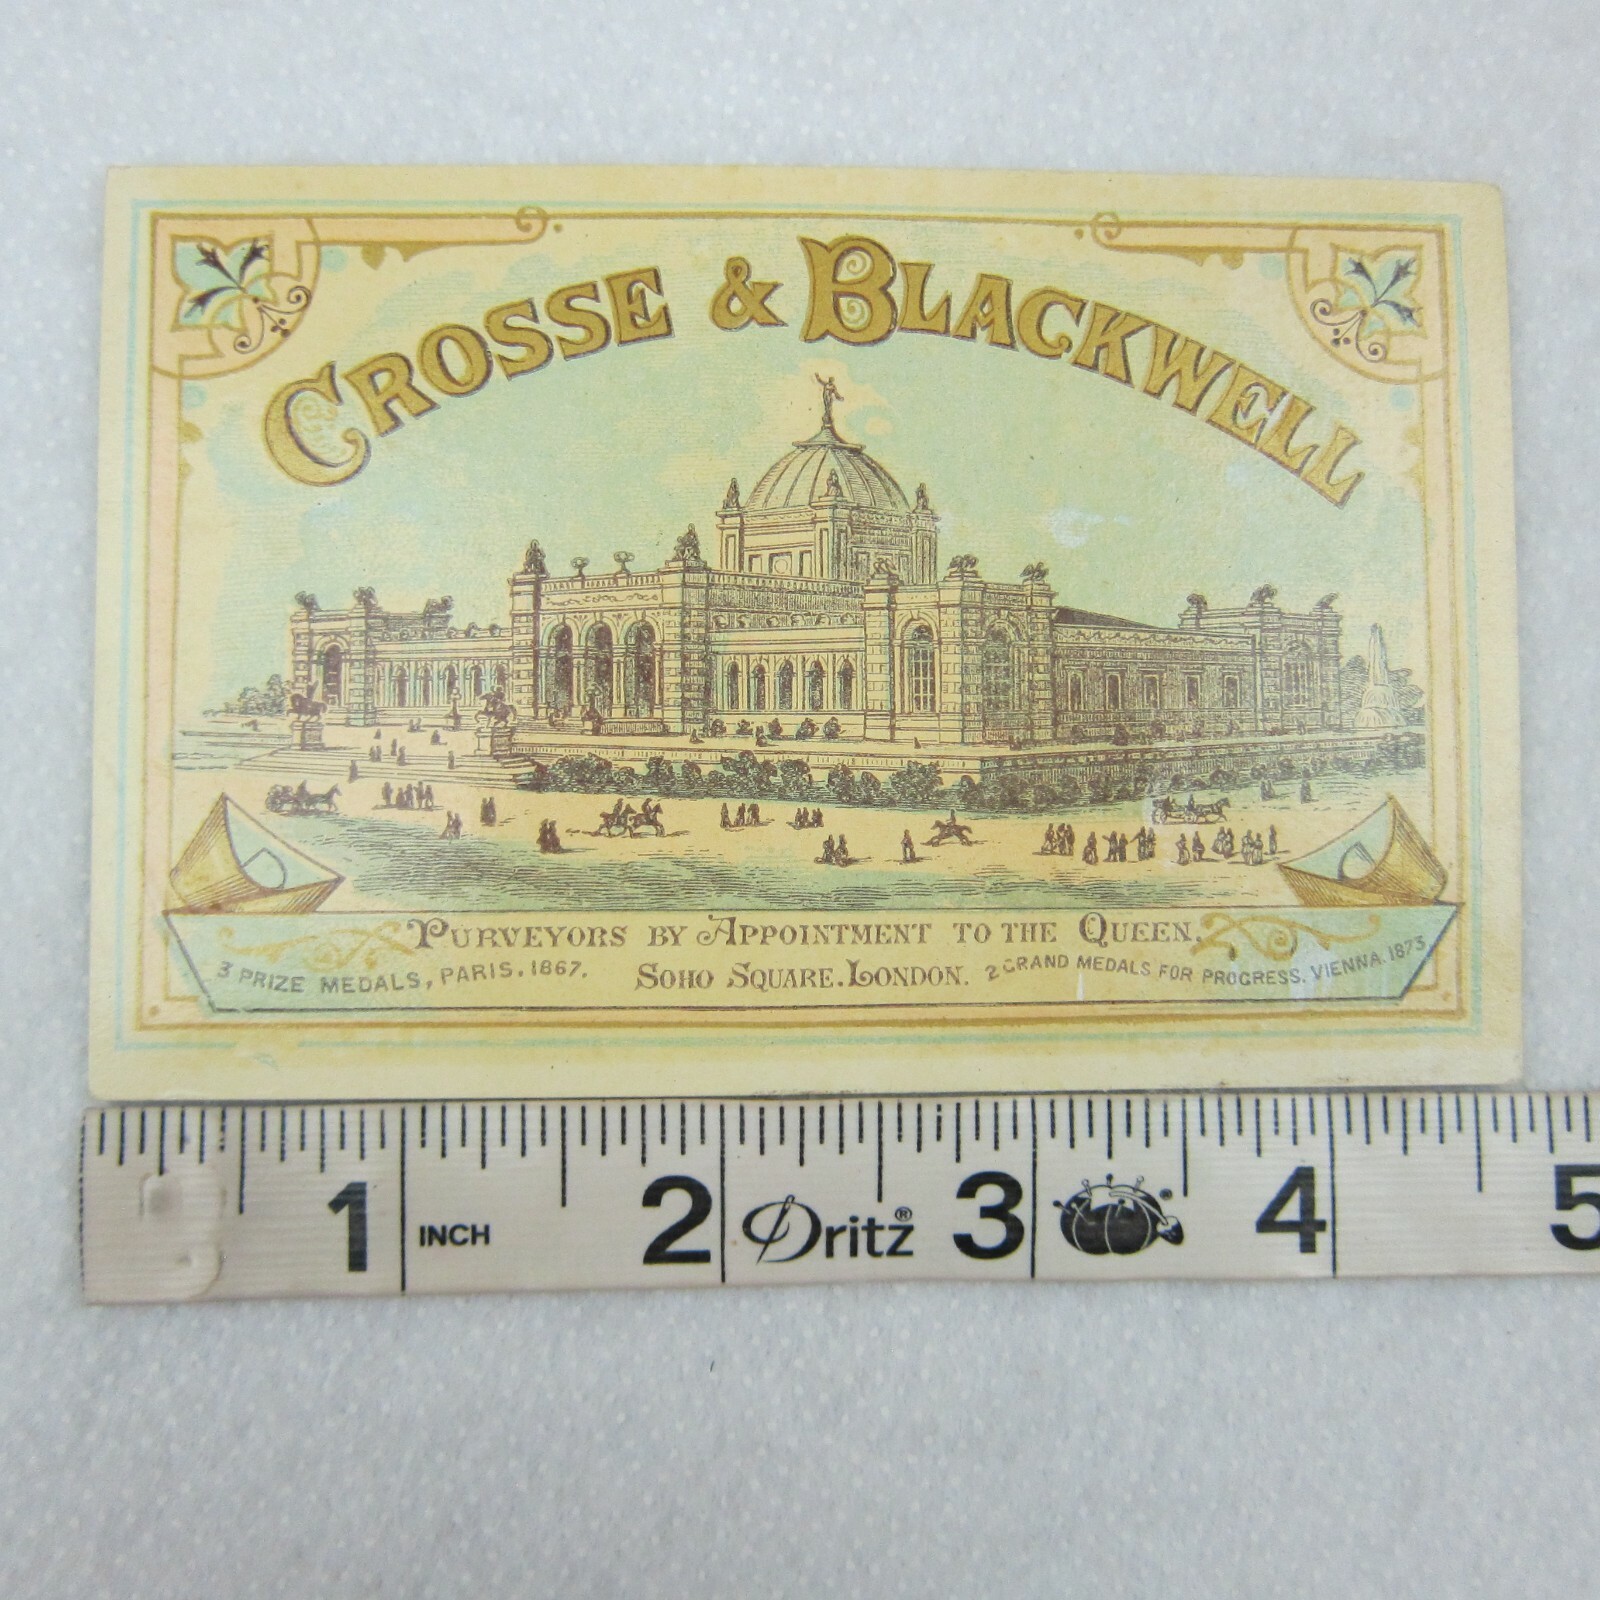 CROSSE & BLACKWELL
PURVEYORS BY APPOINTMENT TO THE QUEEN.
3 PRIZE MEDALS, PARIS. 1867.
SOHO SQUARE. LONDON.
2 GRAND MEDALS FOR PROGRESS. VIENNA. 1873.
1 INCH 2 Dritz® 3 4 5